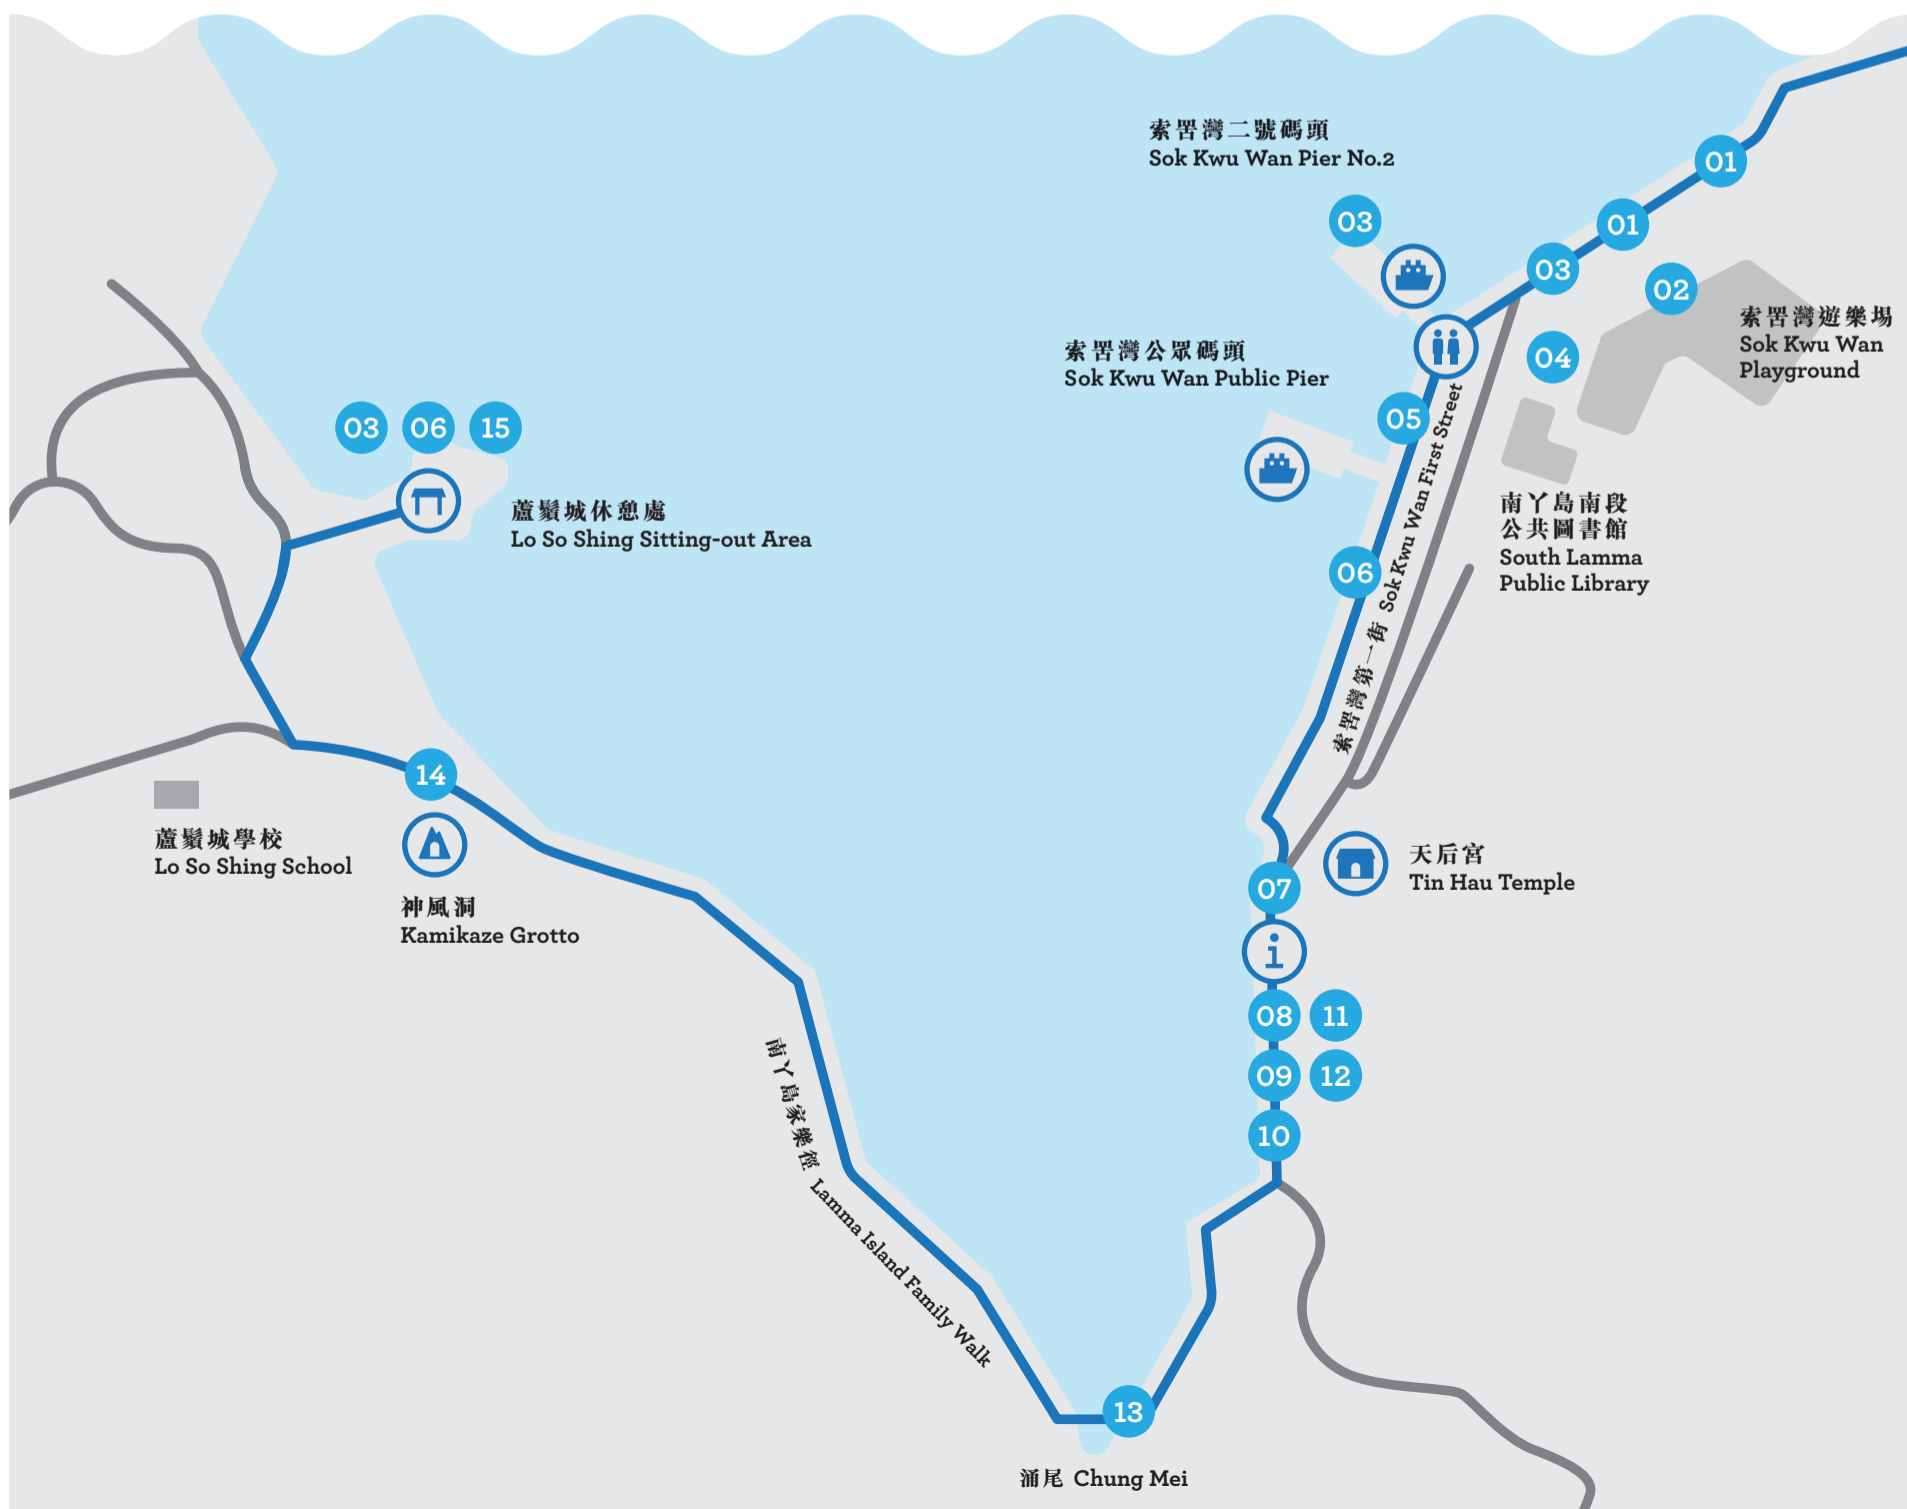 索罟灣二號碼頭
Sok Kwu Wan Pier No.2
01
03
01
03
02
索罟灣遊樂場
Sok Kwu Wan
Playground
索罟灣公眾碼頭
Sok Kwu Wan Public Pier
04
05
03
06
15
蘆鬚城休憩處
Lo So Shing Sitting-out Area
南丫島南段
公共圖書館
South Lamma
Public Library
06
索罟灣第一街 Sok Kwu Wan First Street
14
蘆鬚城學校
Lo So Shing School
神風洞
Kamikaze Grotto
天后宮
Tin Hau Temple
07
i
08
11
09
12
10
南丫島家樂徑 Lamma Island Family Walk
13
涌尾 Chung Mei